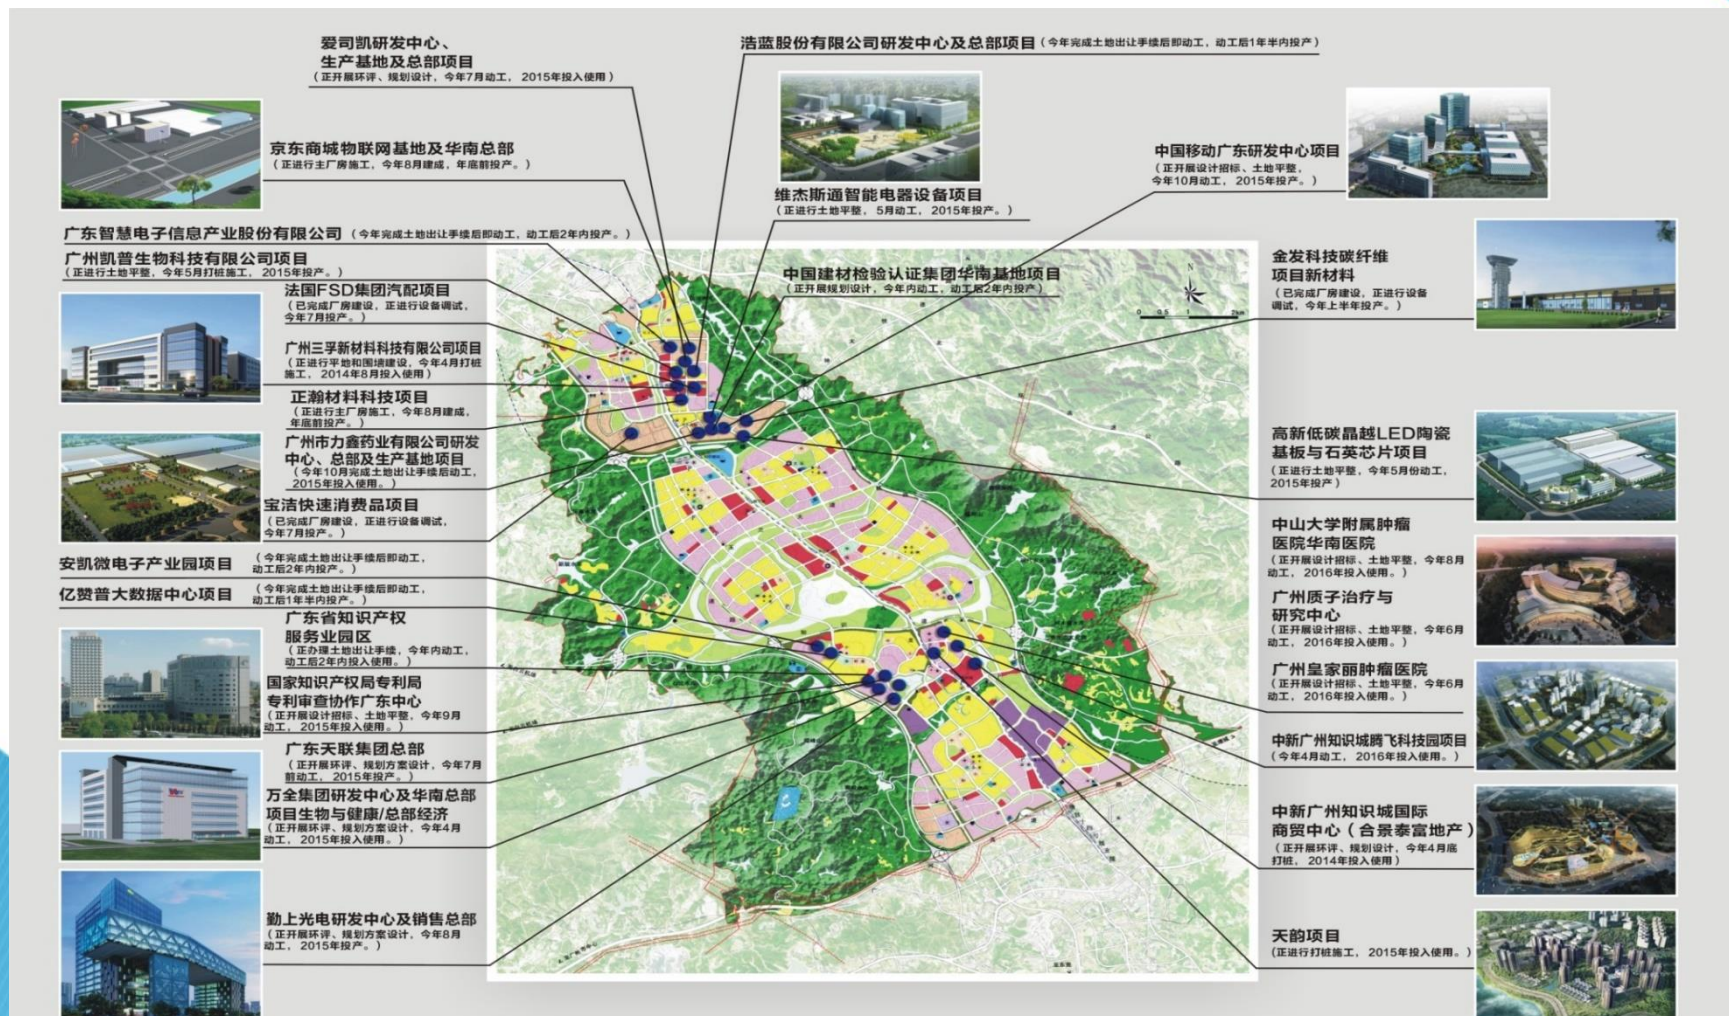 爱司凯研发中心、
生产基地及总部项目
(正开展环评、规划设计，今年7月动工， 2015年投入使用)
浩蓝股份有限公司研发中心及总部项目(今年完成土地出让手续后即动工，动工后1年半内投产)
京东商城物联网基地及华南总部
(正进行主厂房施工，今年8月建成，年底前投产。)
维杰斯通智能电器设备项目
(正进行土地平整，5月动工，2015年投产。)
中国移动广东研发中心项目
(正开展设计招标、土地平整，
今年10月动工，2015年投产。)
广东智慧电子信息产业股份有限公司 (今年完成土地出让手续后即动工，动工后2年内投产。)
广州凯普生物科技有限公司项目
(正进行土地平整，今年5月打桩施工，2015年投产。)
法国FSD集团汽配项目
(已完成厂房建设，正进行设备调试，
今年7月投产。)
中国建材检验认证集团华南基地项目
(正开展规划设计，今年内动工，动工后2年内投产)
金发科技碳纤维
项目新材料
(已完成厂房建设，正进行设备
调试，今年上半年投产。)
N
0 0.5 1 2km
广州三孚新材料科技有限公司项目
(正进行平地和围墙建设，今年4月打桩
施工，2014年8月投入使用)
正瀚材料科技项目
(正进行主厂房施工，今年8月建成，
年底前投产。)
广州市力鑫药业有限公司研发
中心、总部及生产基地项目
(今年10月完成土地出让手续后动工，
2015年投入使用。)
宝洁快速消费品项目
(已完成厂房建设，正进行设备调试，
今年7月投产。)
安凯微电子产业园项目 (今年完成土地出让手续后即动工，
动工后2年内投产。)
亿赞普大数据中心项目 (今年完成土地出让手续后即动工，
动工后1年半内投产。)
广东省知识产权
服务业园区
(正办理土地出让手续，今年内动工，
动工后2年内投入使用。)
国家知识产权局专利局
专利审查协作广东中心
(正开展设计招标、土地平整，今年9月
动工，2015年投入使用。)
广东天联集团总部
(正开展环评、规划方案设计，今年7月
前动工，2015年投产。)
万全集团研发中心及华南总部
项目生物与健康/总部经济
(正开展环评、规划方案设计，今年4月
动工，2015年投入使用。)
勤上光电研发中心及销售总部
(正开展环评、规划方案设计，今年8月
动工，2015年投产。)
高新低碳晶越LED陶瓷
基板与石英芯片项目
(正进行土地平整，今年5月份动工，
2015年投产)
中山大学附属肿瘤
医院华南医院
(正开展设计招标、土地平整，今年8月
动工，2016年投入使用。)
广州质子治疗与
研究中心
(正开展设计招标、土地平整，今年6月
动工，2016年投入使用。)
广州皇家丽肿瘤医院
(正开展设计招标、土地平整，今年6月
动工，2016年投入使用。)
中新广州知识城腾飞科技园项目
(今年4月动工，2016年投入使用。)
中新广州知识城国际
商贸中心(合景泰富地产)
(正开展环评、规划设计，今年4月底
打桩，2014年投入使用)
天韵项目
(正进行打桩施工，2015年投入使用。)